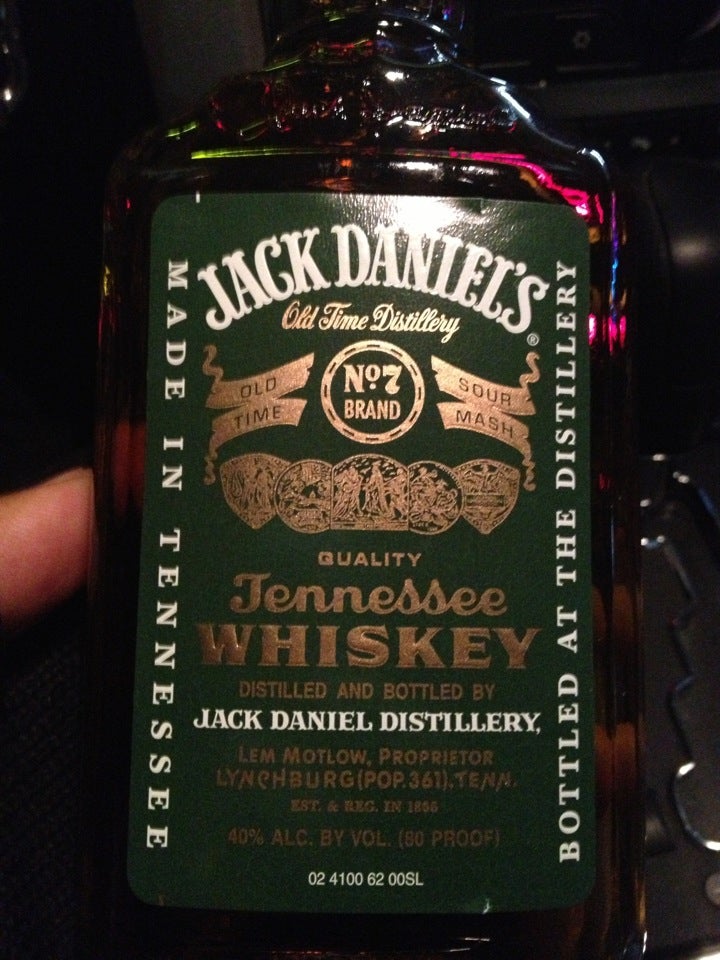 JACK DANIEL'S
®
Old Time Distillery
OLD TIME
Nº7 BRAND
SOUR MASH
QUALITY
Tennessee
WHISKEY
DISTILLED AND BOTTLED BY
JACK DANIEL DISTILLERY,
LEM MOTLOW, PROPRIETOR
LYNCHBURG (POP. 361), TENN.
EST. & REG. IN 1866
40% ALC. BY VOL. (80 PROOF)
02 4100 62 00SL
MADE IN TENNESSEE
BOTTLED AT THE DISTILLERY